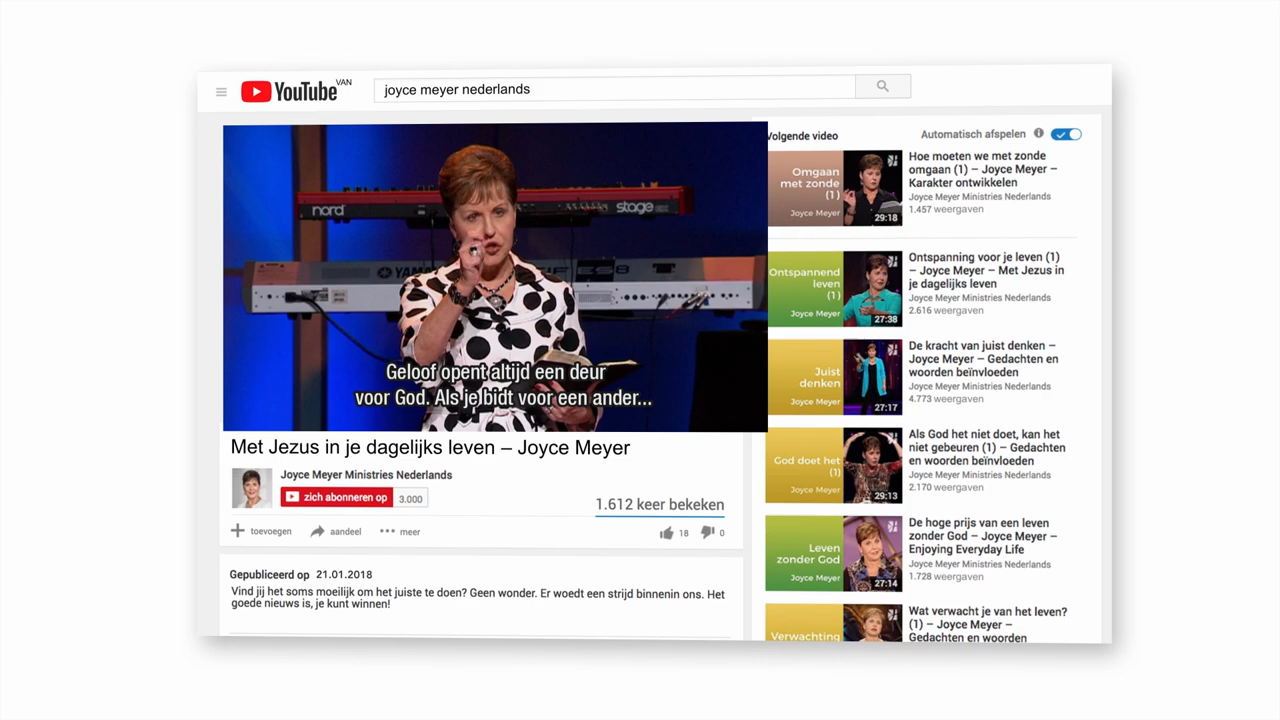 YouTube VAN
joyce meyer nederlands
nord
stage
YAMA
ES8
Geloof opent altijd een deur
voor God. Als je bidt voor een ander...
Met Jezus in je dagelijks leven – Joyce Meyer
Joyce Meyer Ministries Nederlands
zich abonneren op 3.000
1.612 keer bekeken
toevoegen aandeel meer
18 0
Gepubliceerd op 21.01.2018
Vind jij het soms moeilijk om het juiste te doen? Geen wonder. Er woedt een strijd binnenin ons. Het
goede nieuws is, je kunt winnen!
Volgende video
Automatisch afspelen
Omgaan
met zonde
(1)
Joyce Meyer
29:18
Hoe moeten we met zonde
omgaan (1) – Joyce Meyer –
Karakter ontwikkelen
Joyce Meyer Ministries Nederlands
1.457 weergaven
Ontspannend
leven
(1)
Joyce Meyer
27:38
Ontspanning voor je leven (1)
– Joyce Meyer – Met Jezus in
je dagelijks leven
Joyce Meyer Ministries Nederlands
2.616 weergaven
Juist
denken
Joyce Meyer
27:17
De kracht van juist denken –
Joyce Meyer – Gedachten en
woorden beïnvloeden
Joyce Meyer Ministries Nederlands
4.773 weergaven
God doet het
(1)
Joyce Meyer
29:13
Als God het niet doet, kan het
niet gebeuren (1) – Gedachten
en woorden beïnvloeden
Joyce Meyer Ministries Nederlands
2.170 weergaven
Leven
zonder God
Joyce Meyer
27:14
De hoge prijs van een leven
zonder God – Joyce Meyer –
Enjoying Everyday Life
Joyce Meyer Ministries Nederlands
1.728 weergaven
Verwachting
Wat verwacht je van het leven?
(1) – Joyce Meyer –
Gedachten en woorden